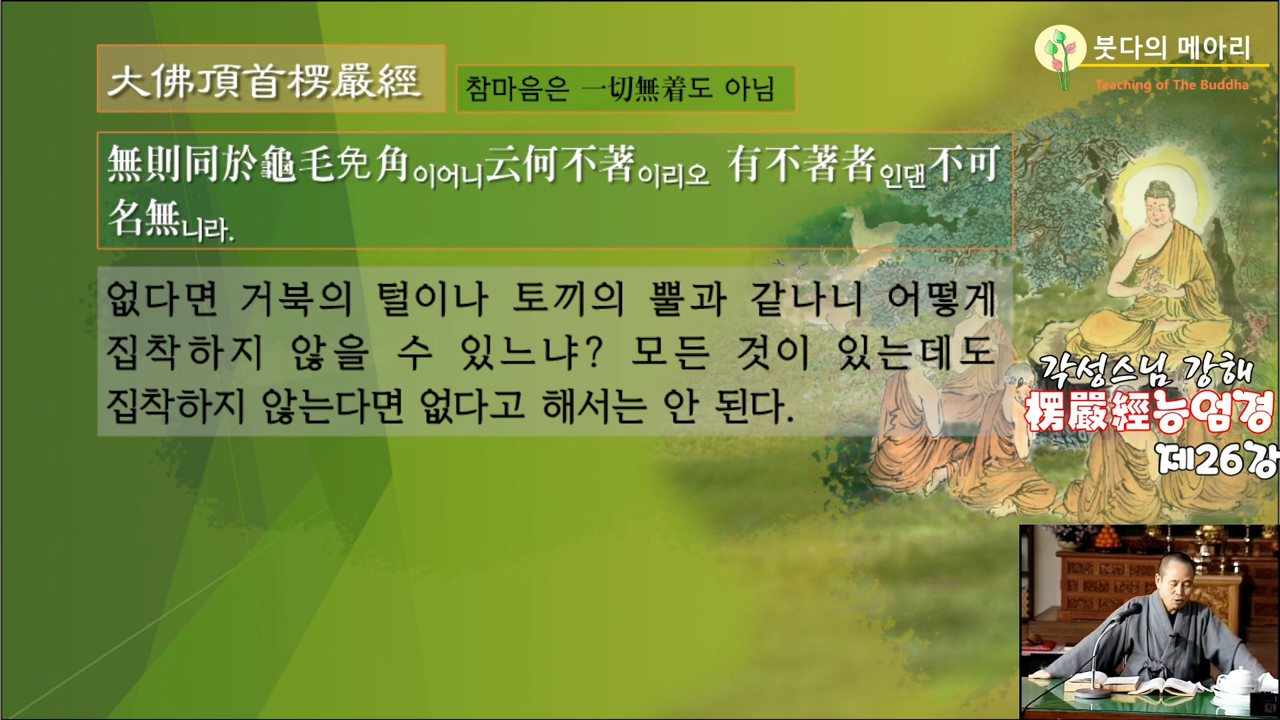 大佛頂首楞嚴經
참마음은 一切無着도 아님
붓다의 메아리
Teaching of The Buddha
無則同於龜毛免角이어니云何不著이리오 有不著者인댄不可
名無니라.
없다면 거북의 털이나 토끼의 뿔과 같나니 어떻게
집착하지 않을 수 있느냐? 모든 것이 있는데도
집착하지 않는다면 없다고 해서는 안 된다.
각성스님 강해
楞嚴經능엄경
제26강